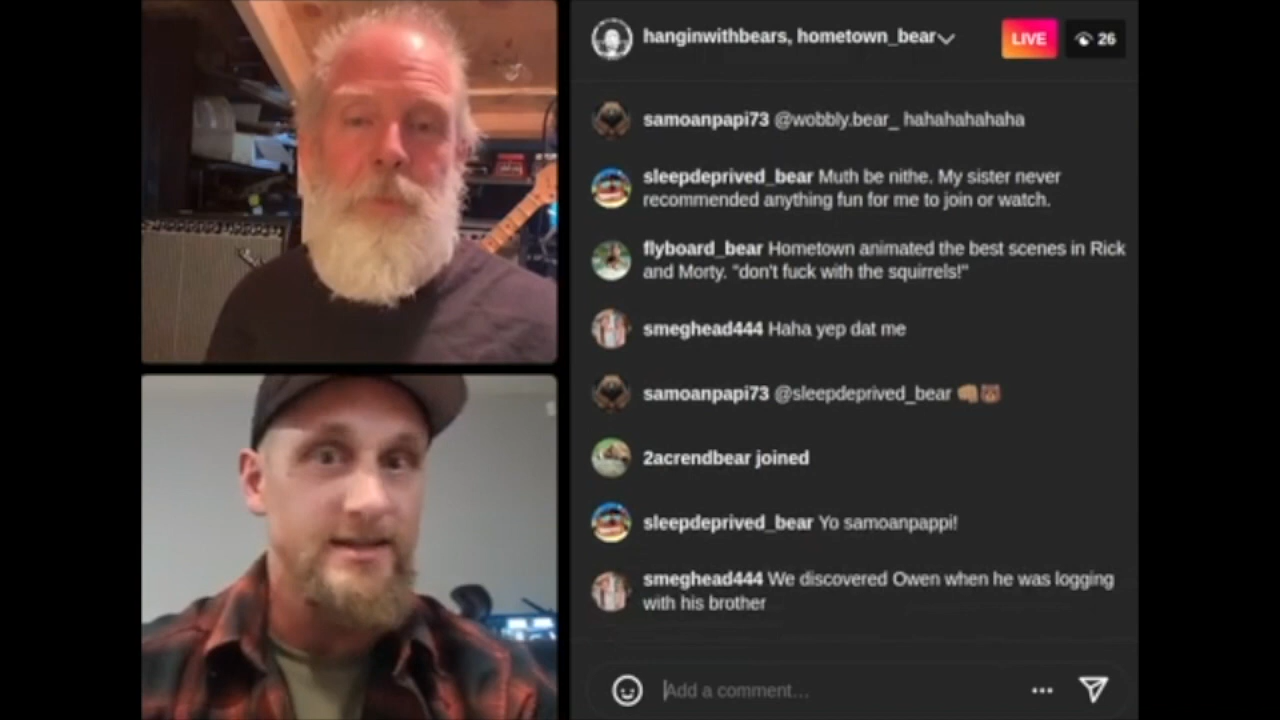 hanginwithbears, hometown_bear
LIVE
26
samoanpapi73 @wobbly.bear_ hahahahahaha
sleepdeprived_bear Muth be nithe. My sister never
recommended anything fun for me to join or watch.
flyboard_bear Hometown animated the best scenes in Rick
and Morty. "don't fuck with the squirrels!"
smeghead444 Haha yep dat me
samoanpapi73 @sleepdeprived_bear 👊🏽🐻
2acrendbear joined
sleepdeprived_bear Yo samoanpappi!
smeghead444 We discovered Owen when he was logging
with his brother
Add a comment...